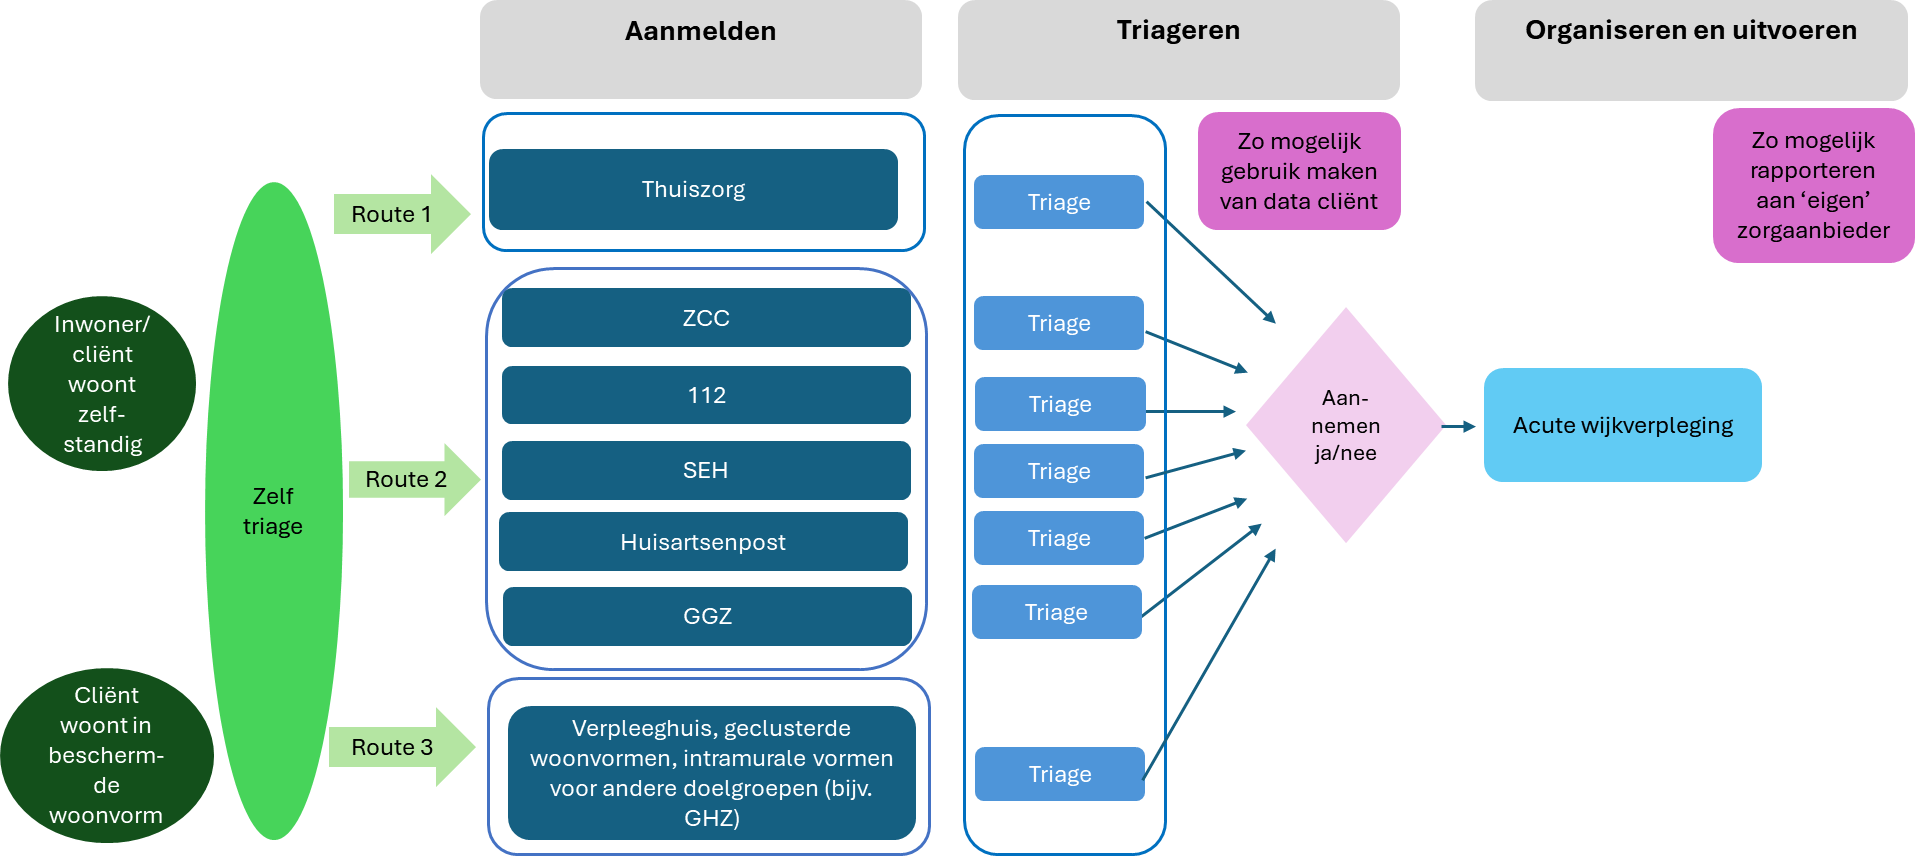 Aanmelden
Triageren
Organiseren en uitvoeren
Inwoner/
cliënt
woont
zelf-
standig
Cliënt
woont in
bescherm-
de
woonvorm
Zelf
triage
Route 1
Route 2
Route 3
Thuiszorg
ZCC
112
SEH
Huisartsenpost
GGZ
Verpleeghuis, geclusterde
woonvormen, intramurale vormen
voor andere doelgroepen (bijv.
GHZ)
Triage
Triage
Triage
Triage
Triage
Triage
Triage
Zo mogelijk
gebruik maken
van data cliënt
Aan-
nemen
ja/nee
Zo mogelijk
rapporteren
aan ‘eigen’
zorgaanbieder
Acute wijkverpleging